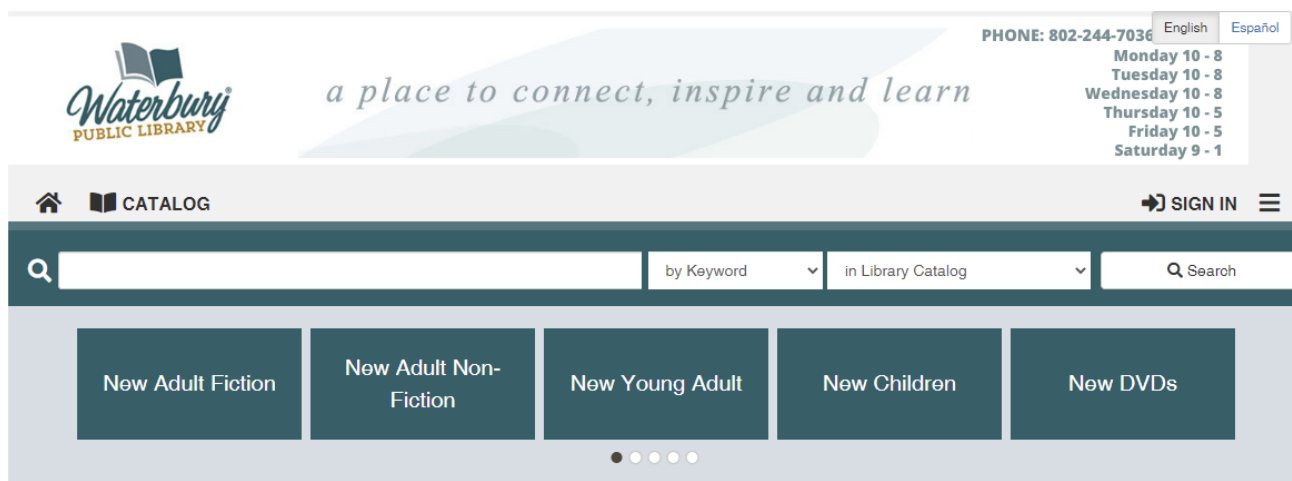 English
Español
PHONE: 802-244-7036
Monday 10 - 8
Tuesday 10 - 8
Wednesday 10 - 8
Thursday 10 - 5
Friday 10 - 5
Saturday 9 - 1
Waterbury
PUBLIC LIBRARY
a place to connect, inspire and learn
CATALOG
SIGN IN
by Keyword
in Library Catalog
Search
New Adult Fiction
New Adult Non-
Fiction
New Young Adult
New Children
New DVDs